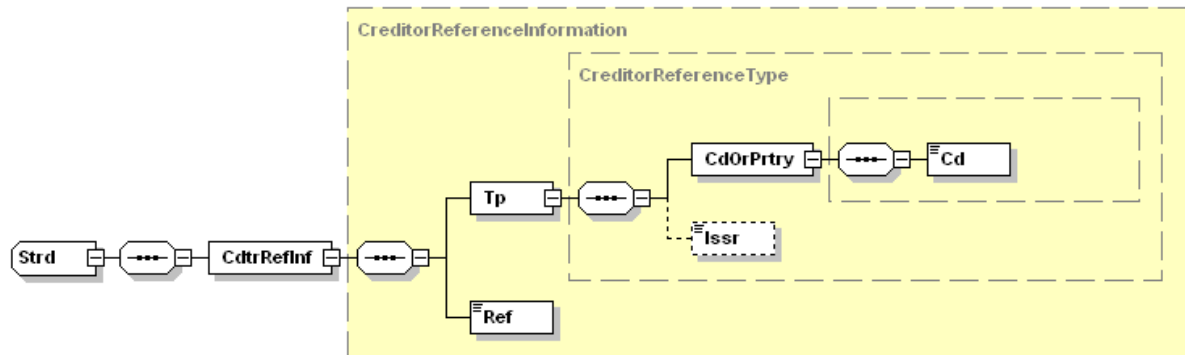 CreditorReferenceInformation
CreditorReferenceType
CdOrPrtry
Cd
Tp
Issr
Strd
CdtrRefInf
Ref